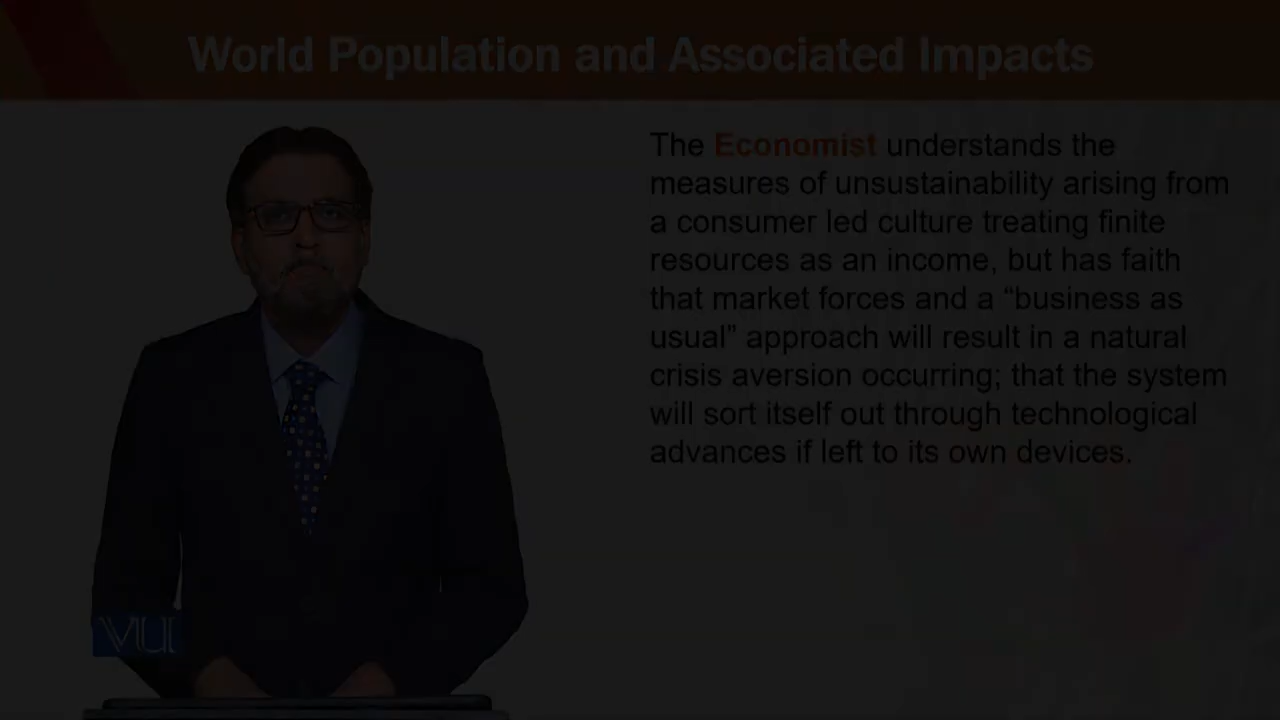 World Population and Associated Impacts
The Economist understands the
measures of unsustainability arising from
a consumer led culture treating finite
resources as an income, but has faith
that market forces and a “business as
usual” approach will result in a natural
crisis aversion occurring; that the system
will sort itself out through technological
advances if left to its own devices.
VU